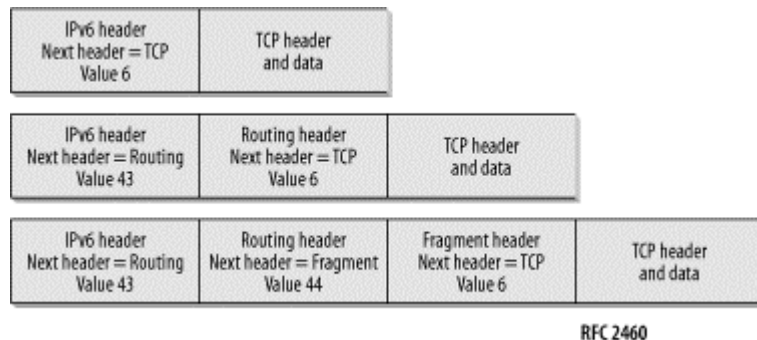 IPv6 header
Next header = TCP
Value 6
TCP header
and data
IPv6 header
Next header = Routing
Value 43
Routing header
Next header = TCP
Value 6
TCP header
and data
IPv6 header
Next header = Routing
Value 43
Routing header
Next header = Fragment
Value 44
Fragment header
Next header = TCP
Value 6
TCP header
and data
RFC 2460